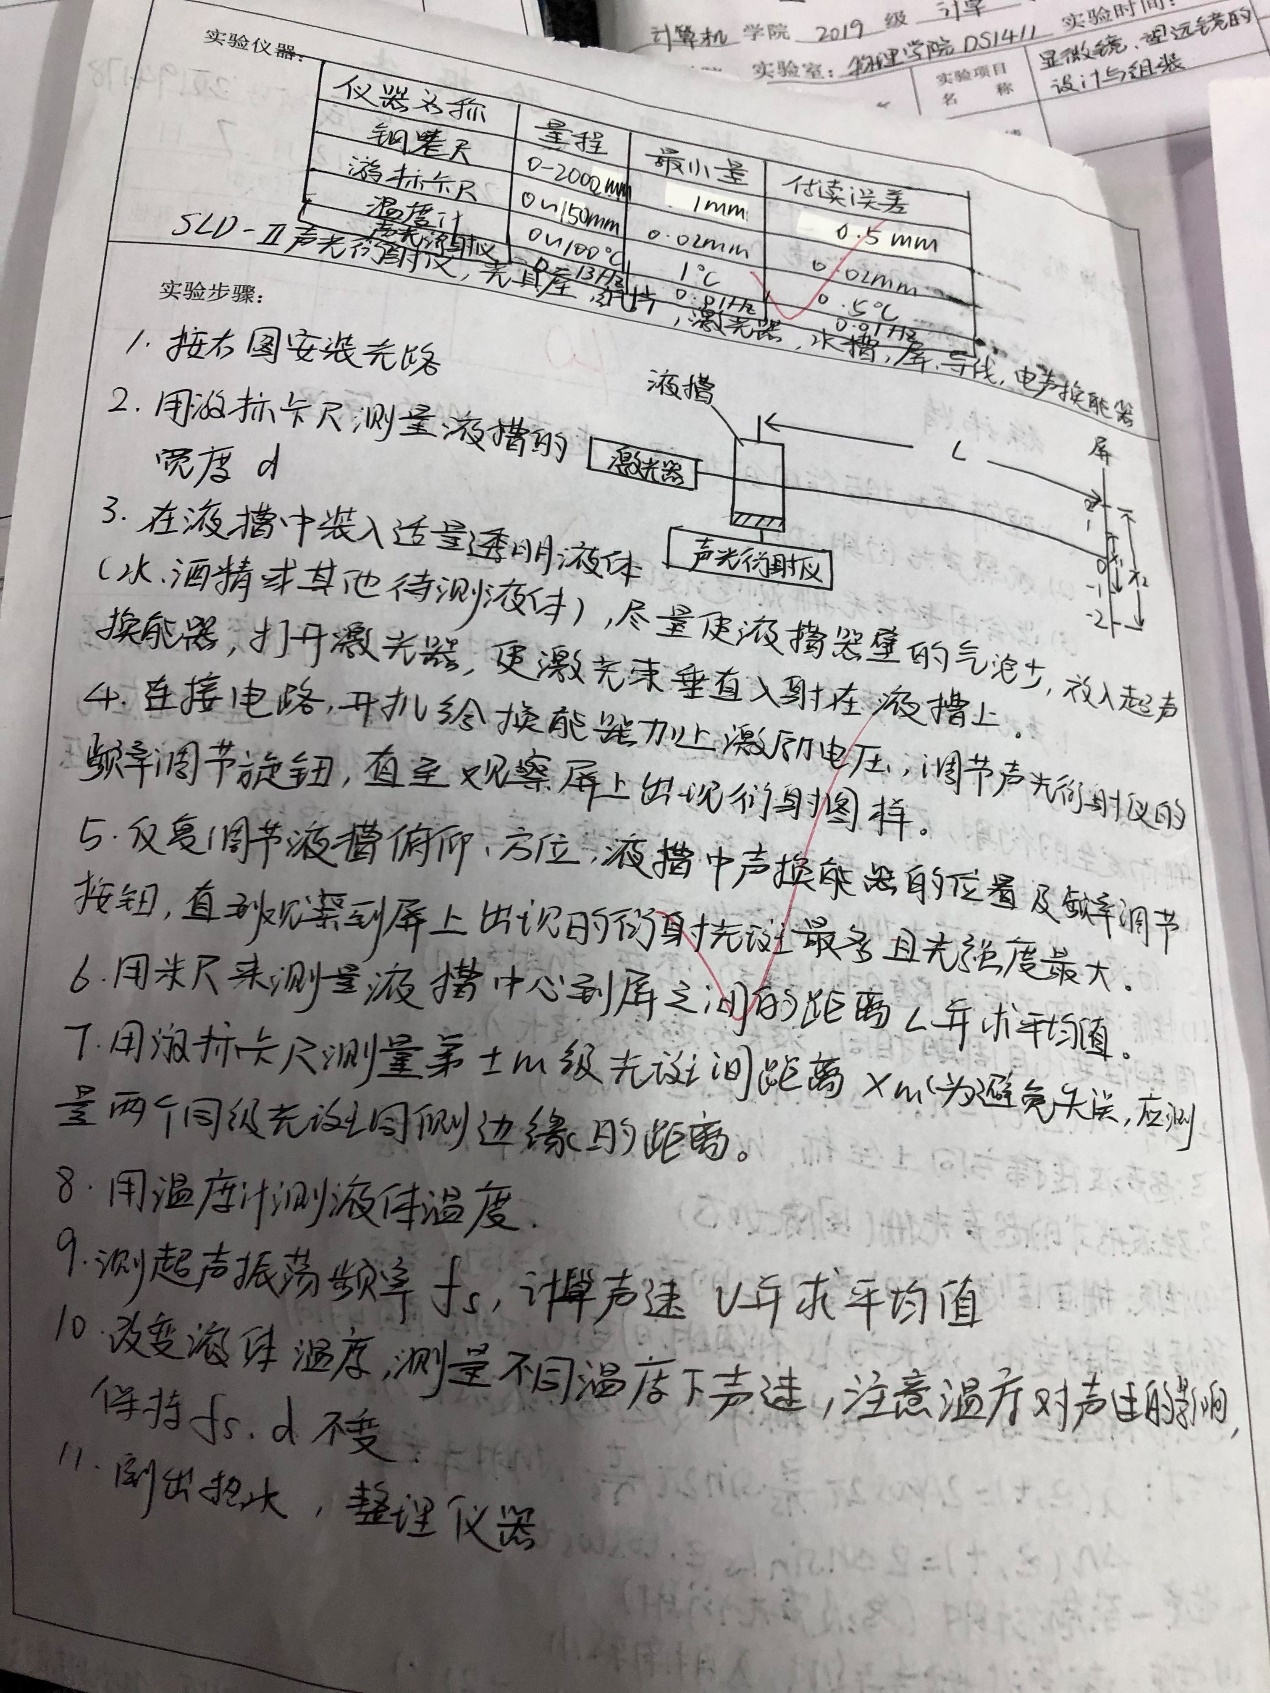 计算机 学院 2019 级 计算
实验时间:
实验室: 物理学院 DS1411
实验项目名称
显微镜、望远镜的设计与组装
实验仪器:
仪器名称 量程 最小量 估读误差
钢卷尺 0-2000mm 1mm 0.5mm
游标卡尺 0~150mm 0.02mm 0.02mm
温度计 0~100℃ 1℃ 0.5℃
声光衍射仪 0.01Hz 0.01Hz
SLD-Ⅱ声光衍射仪,光具座,激光器,水槽,屏,导线,电声换能器
实验步骤:
1. 按右图安装光路
2. 用游标卡尺测量液槽的
宽度 d
液槽
激光器
L
屏
声光衍射仪
2
1
0
-1
-2
3. 在液槽中装入适量透明液体
(水、酒精或其他待测液体),尽量使液槽器壁的气泡少,放入超声
换能器,打开激光器,使激光束垂直入射在液槽上。
4. 连接电路,开机给换能器加上激励电压,调节声光衍射仪的
频率调节旋钮,直至观察屏上出现衍射图样。
5. 反复调节液槽俯仰、方位,液槽中声换能器的位置及频率调节
按钮,直到观察到屏上出现的衍射光斑最多且光强度最大。
6. 用米尺来测量液槽中心到屏之间的距离 L 并求平均值。
7. 用游标卡尺测量第 ±m 级光斑间距离 Xm(为避免失误,应测
量两个同级光斑同侧边缘的距离。
8. 用温度计测液体温度.
9. 测超声振荡频率 fs, 计算声速 υ 并求平均值
10. 改变液体温度,测量不同温度下声速,注意温度对声速的影响,
保持 fs. d 不变
11. 倒出热水,整理仪器